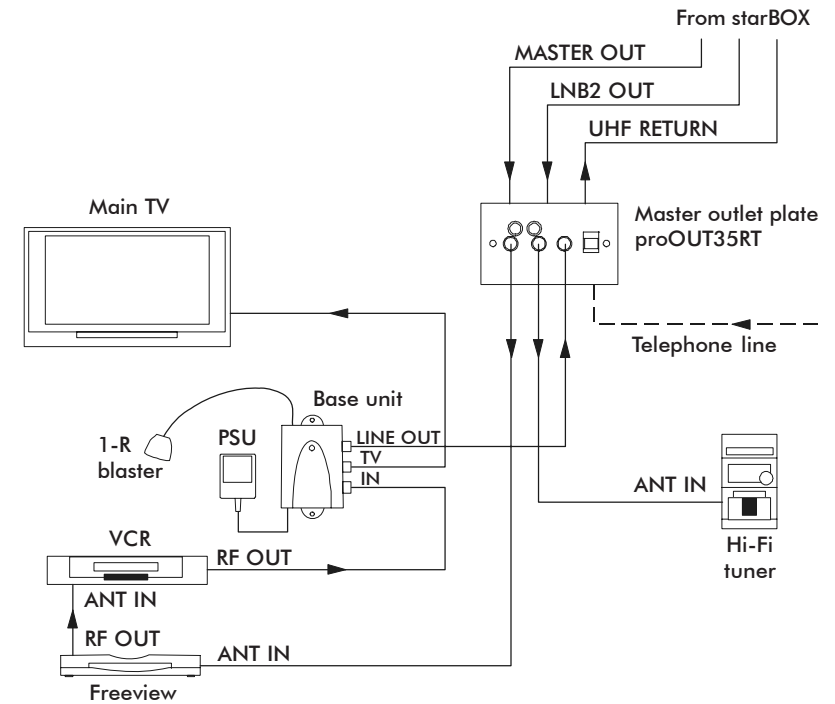 From starBOX
MASTER OUT
LNB2 OUT
UHF RETURN
Main TV
Master outlet plate
proOUT35RT
Telephone line
Base unit
1-R
blaster
PSU
LINE OUT
TV
IN
ANT IN
Hi-Fi
tuner
VCR
RF OUT
ANT IN
RF OUT
ANT IN
Freeview